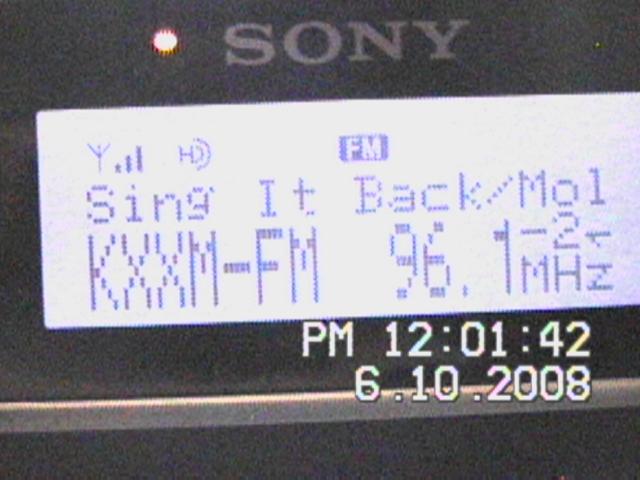 SONY
HD FM
Sing It Back/Mol
KXXM-FM 96.1-2 MHz
PM 12:01:42
6.10.2008